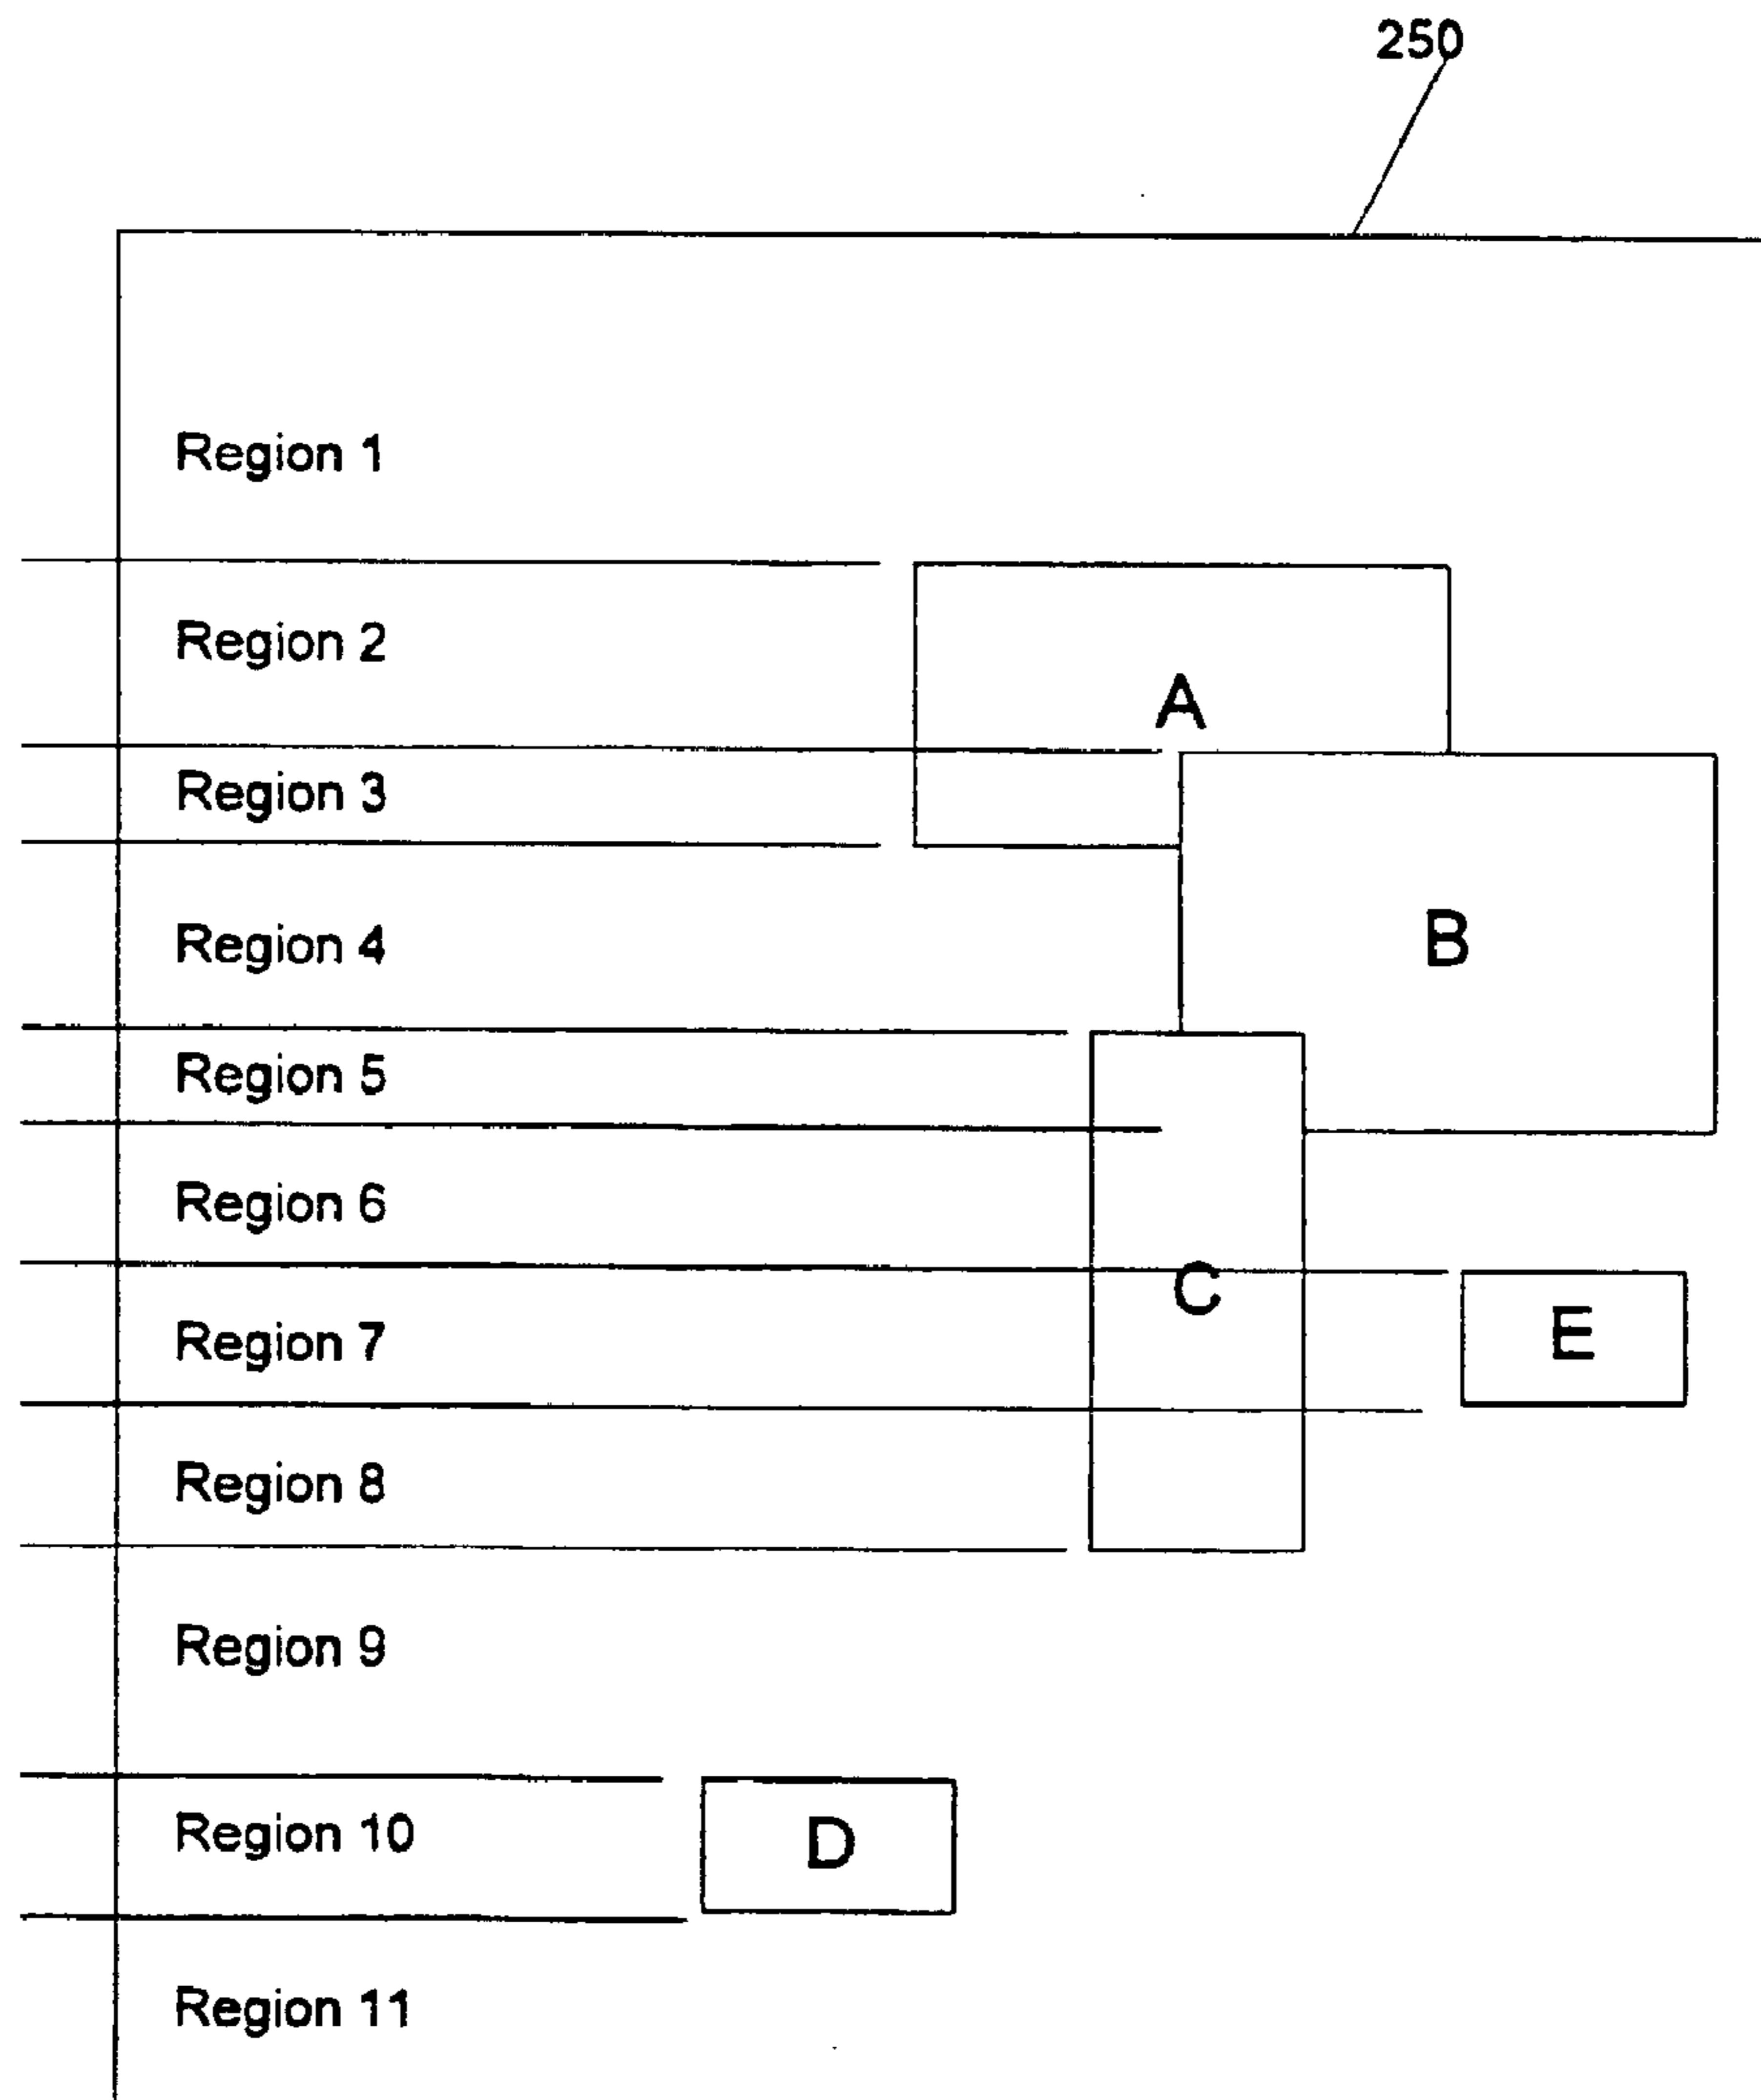 250
Region 1
Region 2
A
Region 3
Region 4
B
Region 5
Region 6
C
Region 7
E
Region 8
Region 9
Region 10
D
Region 11